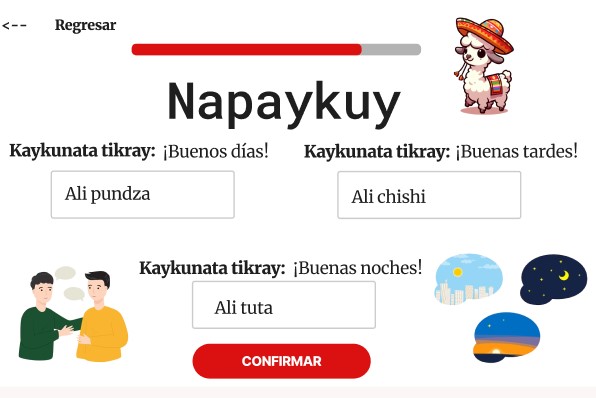 <-- Regresar
Napaykuy
Kaykunata tikray: ¡Buenos días!
Ali pundza
Kaykunata tikray: ¡Buenas tardes!
Ali chishi
Kaykunata tikray: ¡Buenas noches!
Ali tuta
CONFIRMAR